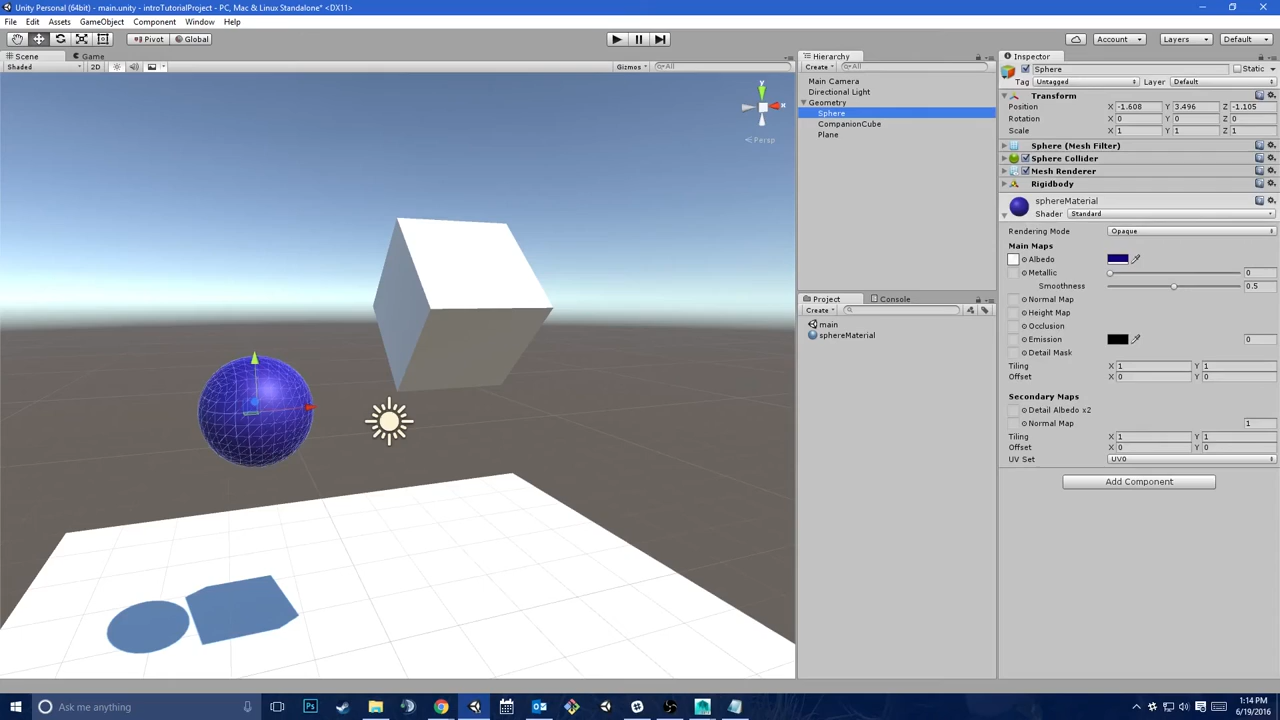 Unity Personal (64bit) - main.unity - introTutorialProject - PC, Mac & Linux Standalone* <DX11>
File Edit Assets GameObject Component Window Help
Pivot Global Account Layers Default
Scene Game
Shaded 2D Gizmos All
y
x
Persp
Hierarchy
Create All
Main Camera
Directional Light
Geometry
Sphere
CompanionCube
Plane
Project Console
Create
main
sphereMaterial
Inspector
Sphere Static
Tag Untagged Layer Default
Transform
Position X -1.608 Y 3.496 Z -1.105
Rotation X 0 Y 0 Z 0
Scale X 1 Y 1 Z 1
Sphere (Mesh Filter)
Sphere Collider
Mesh Renderer
Rigidbody
sphereMaterial
Shader Standard
Rendering Mode Opaque
Main Maps
Albedo
Metallic 0
Smoothness 0.5
Normal Map
Height Map
Occlusion
Emission 0
Detail Mask
Tiling X 1 Y 1
Offset X 0 Y 0
Secondary Maps
Detail Albedo x2
Normal Map 1
Tiling X 1 Y 1
Offset X 0 Y 0
UV Set UV0
Add Component
Ask me anything
1:14 PM
6/19/2016